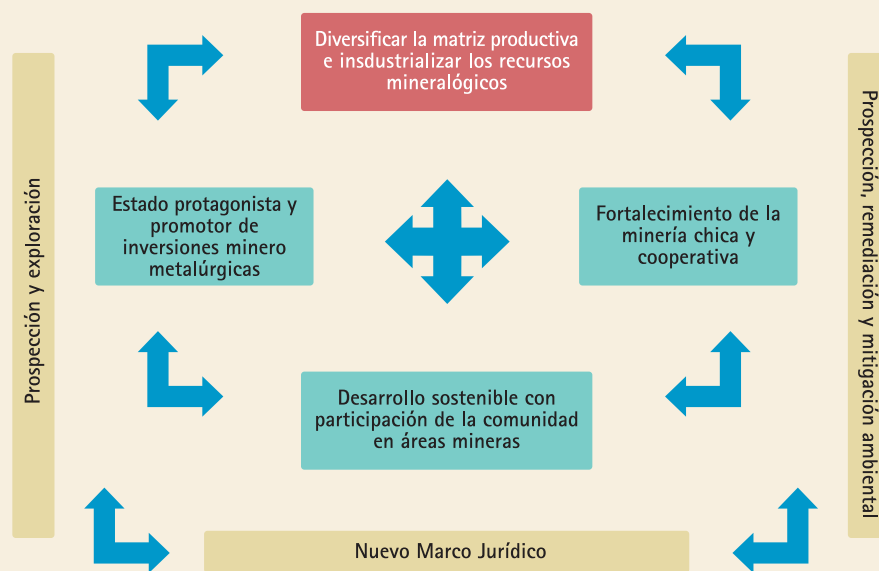 Diversificar la matriz productiva
e insdustrializar los recursos
mineralógicos
Prospección y exploración
Estado protagonista y
promotor de
inversiones minero
metalúrgicas
Fortalecimiento de la
minería chica y
cooperativa
Prospección, remediación y mitigación ambiental
Desarrollo sostenible con
participación de la comunidad
en áreas mineras
Nuevo Marco Jurídico